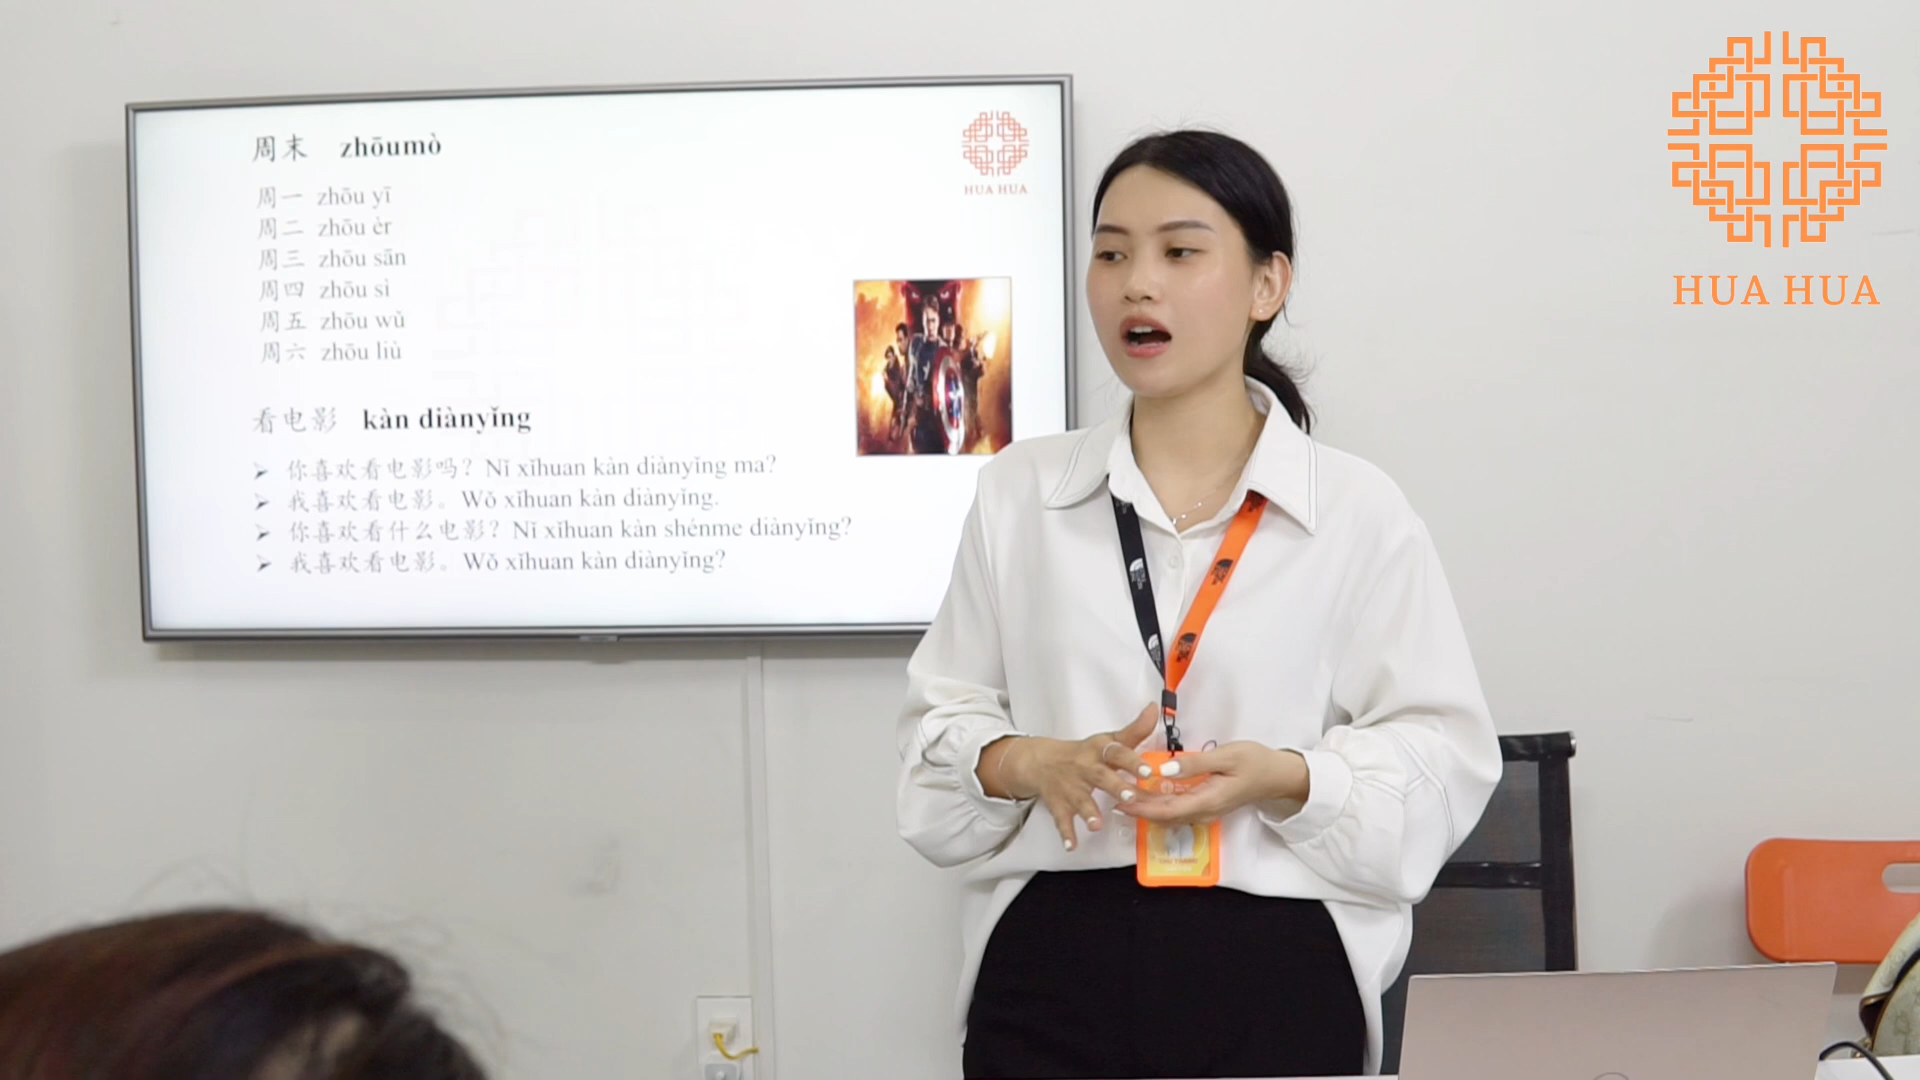 周末 zhōumò
周一 zhōu yī
周二 zhōu èr
周三 zhōu sān
周四 zhōu sì
周五 zhōu wǔ
周六 zhōu liù
看电影 kàn diànyǐng
➢ 你喜欢看电影吗？ Nǐ xǐhuan kàn diànyǐng ma?
➢ 我喜欢看电影。 Wǒ xǐhuan kàn diànyǐng.
➢ 你喜欢看什么电影？ Nǐ xǐhuan kàn shénme diànyǐng?
➢ 我喜欢看电影。 Wǒ xǐhuan kàn diànyǐng?
HUA HUA
HUA HUA